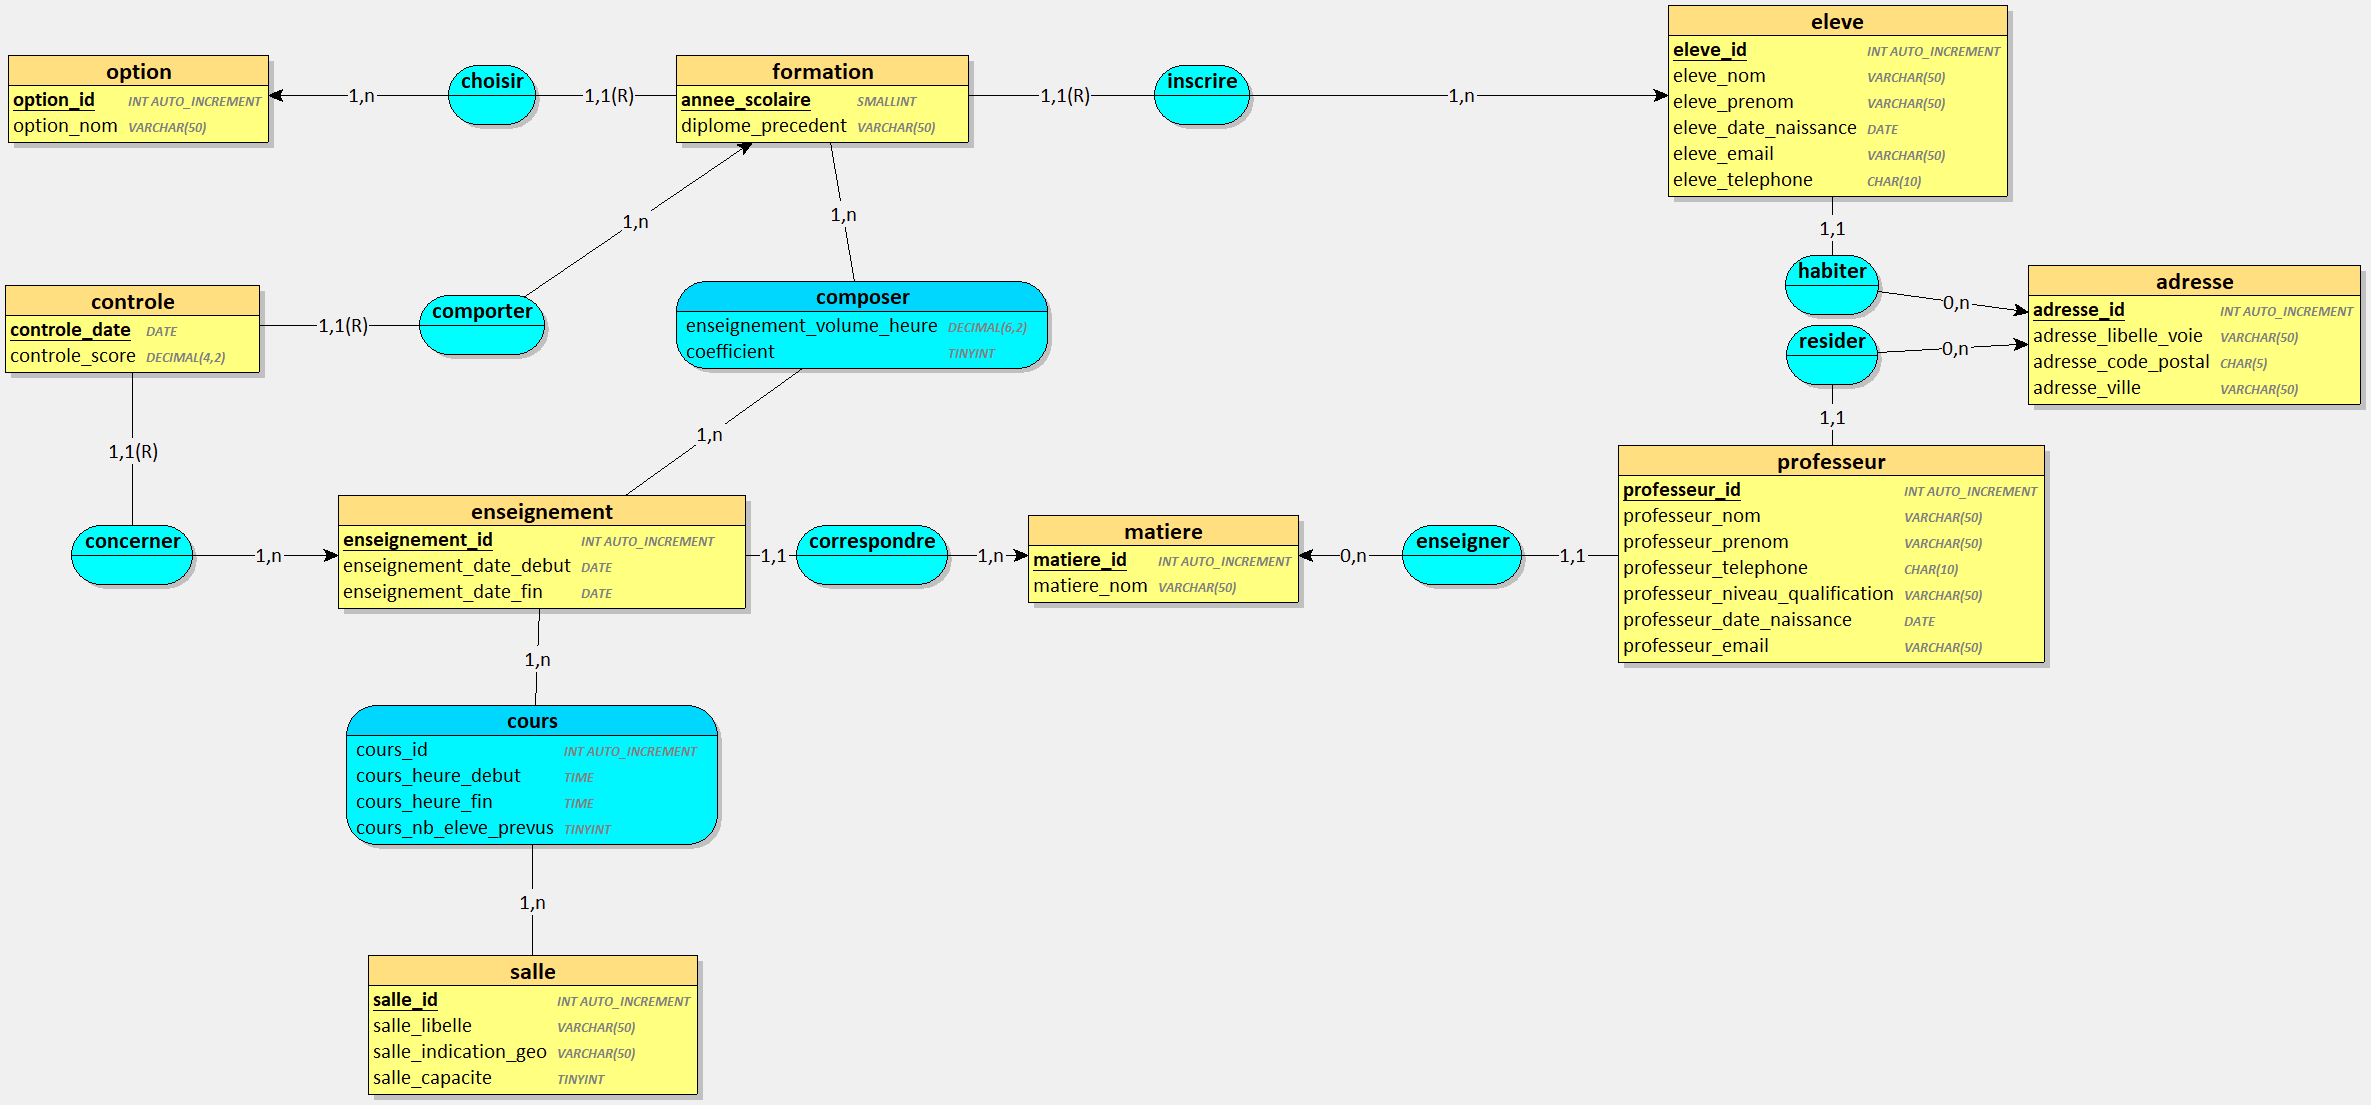 eleve
eleve_id INT AUTO_INCREMENT
eleve_nom VARCHAR(50)
eleve_prenom VARCHAR(50)
eleve_date_naissance DATE
eleve_email VARCHAR(50)
eleve_telephone CHAR(10)
option
option_id INT AUTO_INCREMENT
option_nom VARCHAR(50)
1,n
choisir
1,1(R)
formation
annee_scolaire SMALLINT
diplome_precedent VARCHAR(50)
1,1(R)
inscrire
1,n
1,n
1,n
1,1
habiter
0,n
resider
0,n
1,1
adresse
adresse_id INT AUTO_INCREMENT
adresse_libelle_voie VARCHAR(50)
adresse_code_postal CHAR(5)
adresse_ville VARCHAR(50)
controle
controle_date DATE
controle_score DECIMAL(4,2)
1,1(R)
comporter
composer
enseignement_volume_heure DECIMAL(6,2)
coefficient TINYINT
1,n
1,1(R)
concerner
1,n
enseignement
enseignement_id INT AUTO_INCREMENT
enseignement_date_debut DATE
enseignement_date_fin DATE
1,1
correspondre
1,n
matiere
matiere_id INT AUTO_INCREMENT
matiere_nom VARCHAR(50)
0,n
enseigner
1,1
professeur
professeur_id INT AUTO_INCREMENT
professeur_nom VARCHAR(50)
professeur_prenom VARCHAR(50)
professeur_telephone CHAR(10)
professeur_niveau_qualification VARCHAR(50)
professeur_date_naissance DATE
professeur_email VARCHAR(50)
1,n
cours
cours_id INT AUTO_INCREMENT
cours_heure_debut TIME
cours_heure_fin TIME
cours_nb_eleve_prevus TINYINT
1,n
salle
salle_id INT AUTO_INCREMENT
salle_libelle VARCHAR(50)
salle_indication_geo VARCHAR(50)
salle_capacite TINYINT